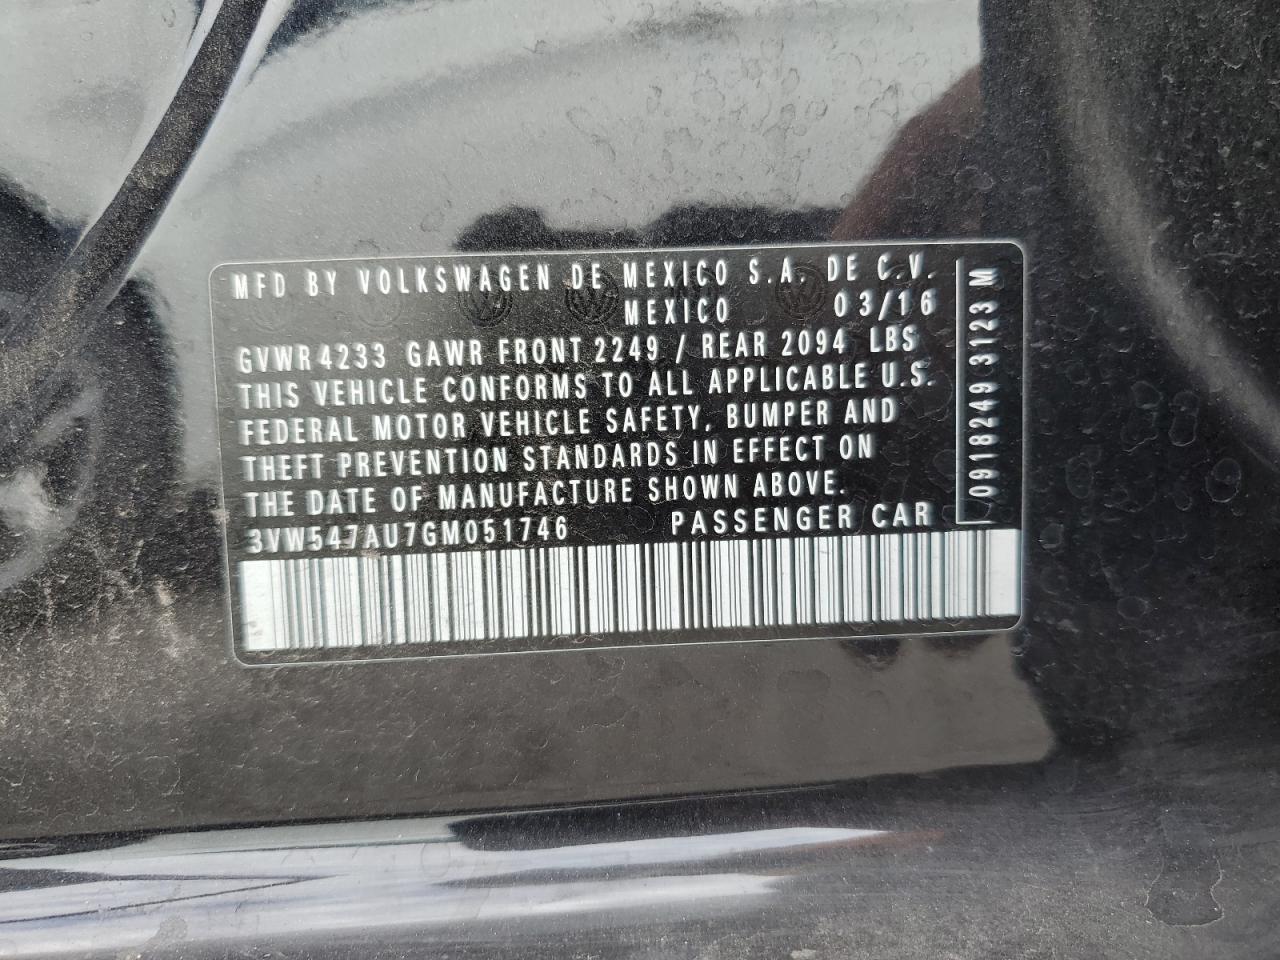 MFD BY VOLKSWAGEN DE MEXICO S.A. DE C.V.
MEXICO 03/16
GVWR 4233 GAWR FRONT 2249 / REAR 2094 LBS
THIS VEHICLE CONFORMS TO ALL APPLICABLE U.S.
FEDERAL MOTOR VEHICLE SAFETY, BUMPER AND
THEFT PREVENTION STANDARDS IN EFFECT ON
THE DATE OF MANUFACTURE SHOWN ABOVE.
3VW547AU7GM051746 PASSENGER CAR
0918249 3123 M